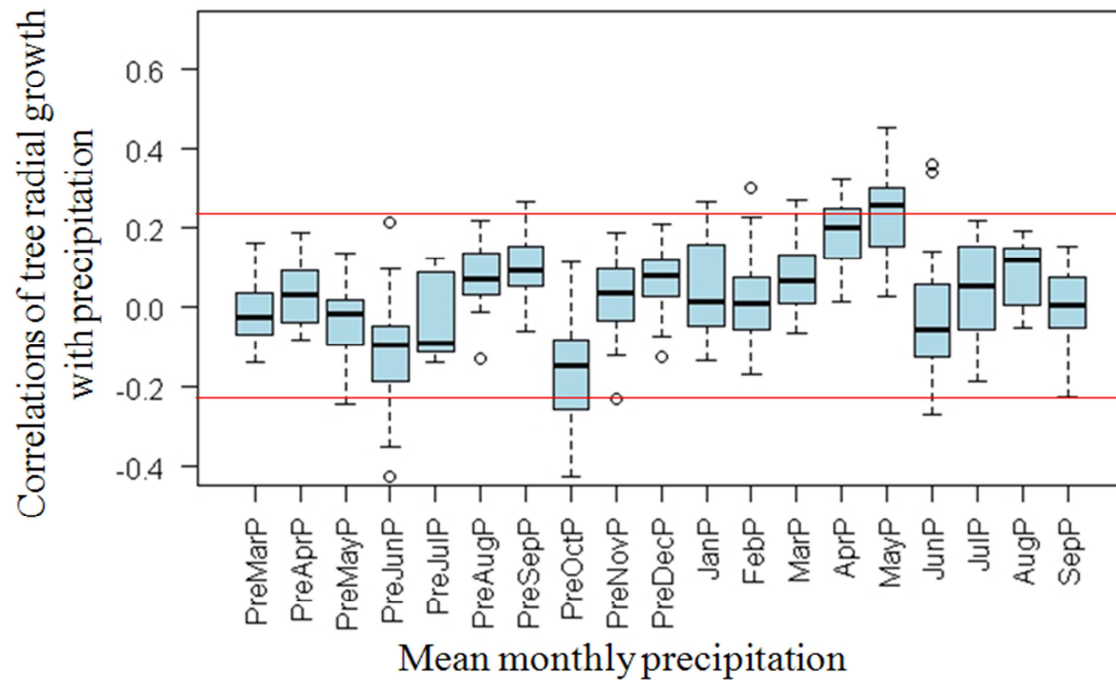 Correlations of tree radial growth
with precipitation
0.6
0.4
0.2
0.0
-0.2
-0.4
PreMarP
PreAprP
PreMayP
PreJunP
PreJulP
PreAugP
PreSepP
PreOctP
PreNovP
PreDecP
JanP
FebP
MarP
AprP
MayP
JunP
JulP
AugP
SepP
Mean monthly precipitation